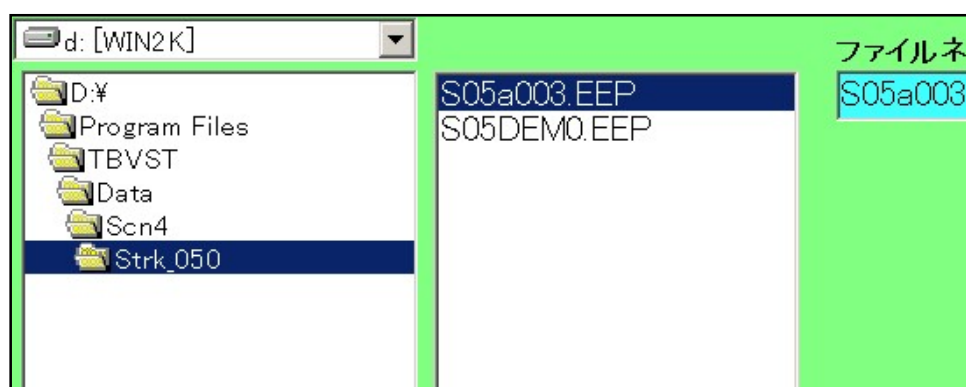 d: [WIN2K]
D:¥
Program Files
TBVST
Data
Scn4
Strk_050
S05a003.EEP
S05DEMO.EEP
ファイルネ
S05a003